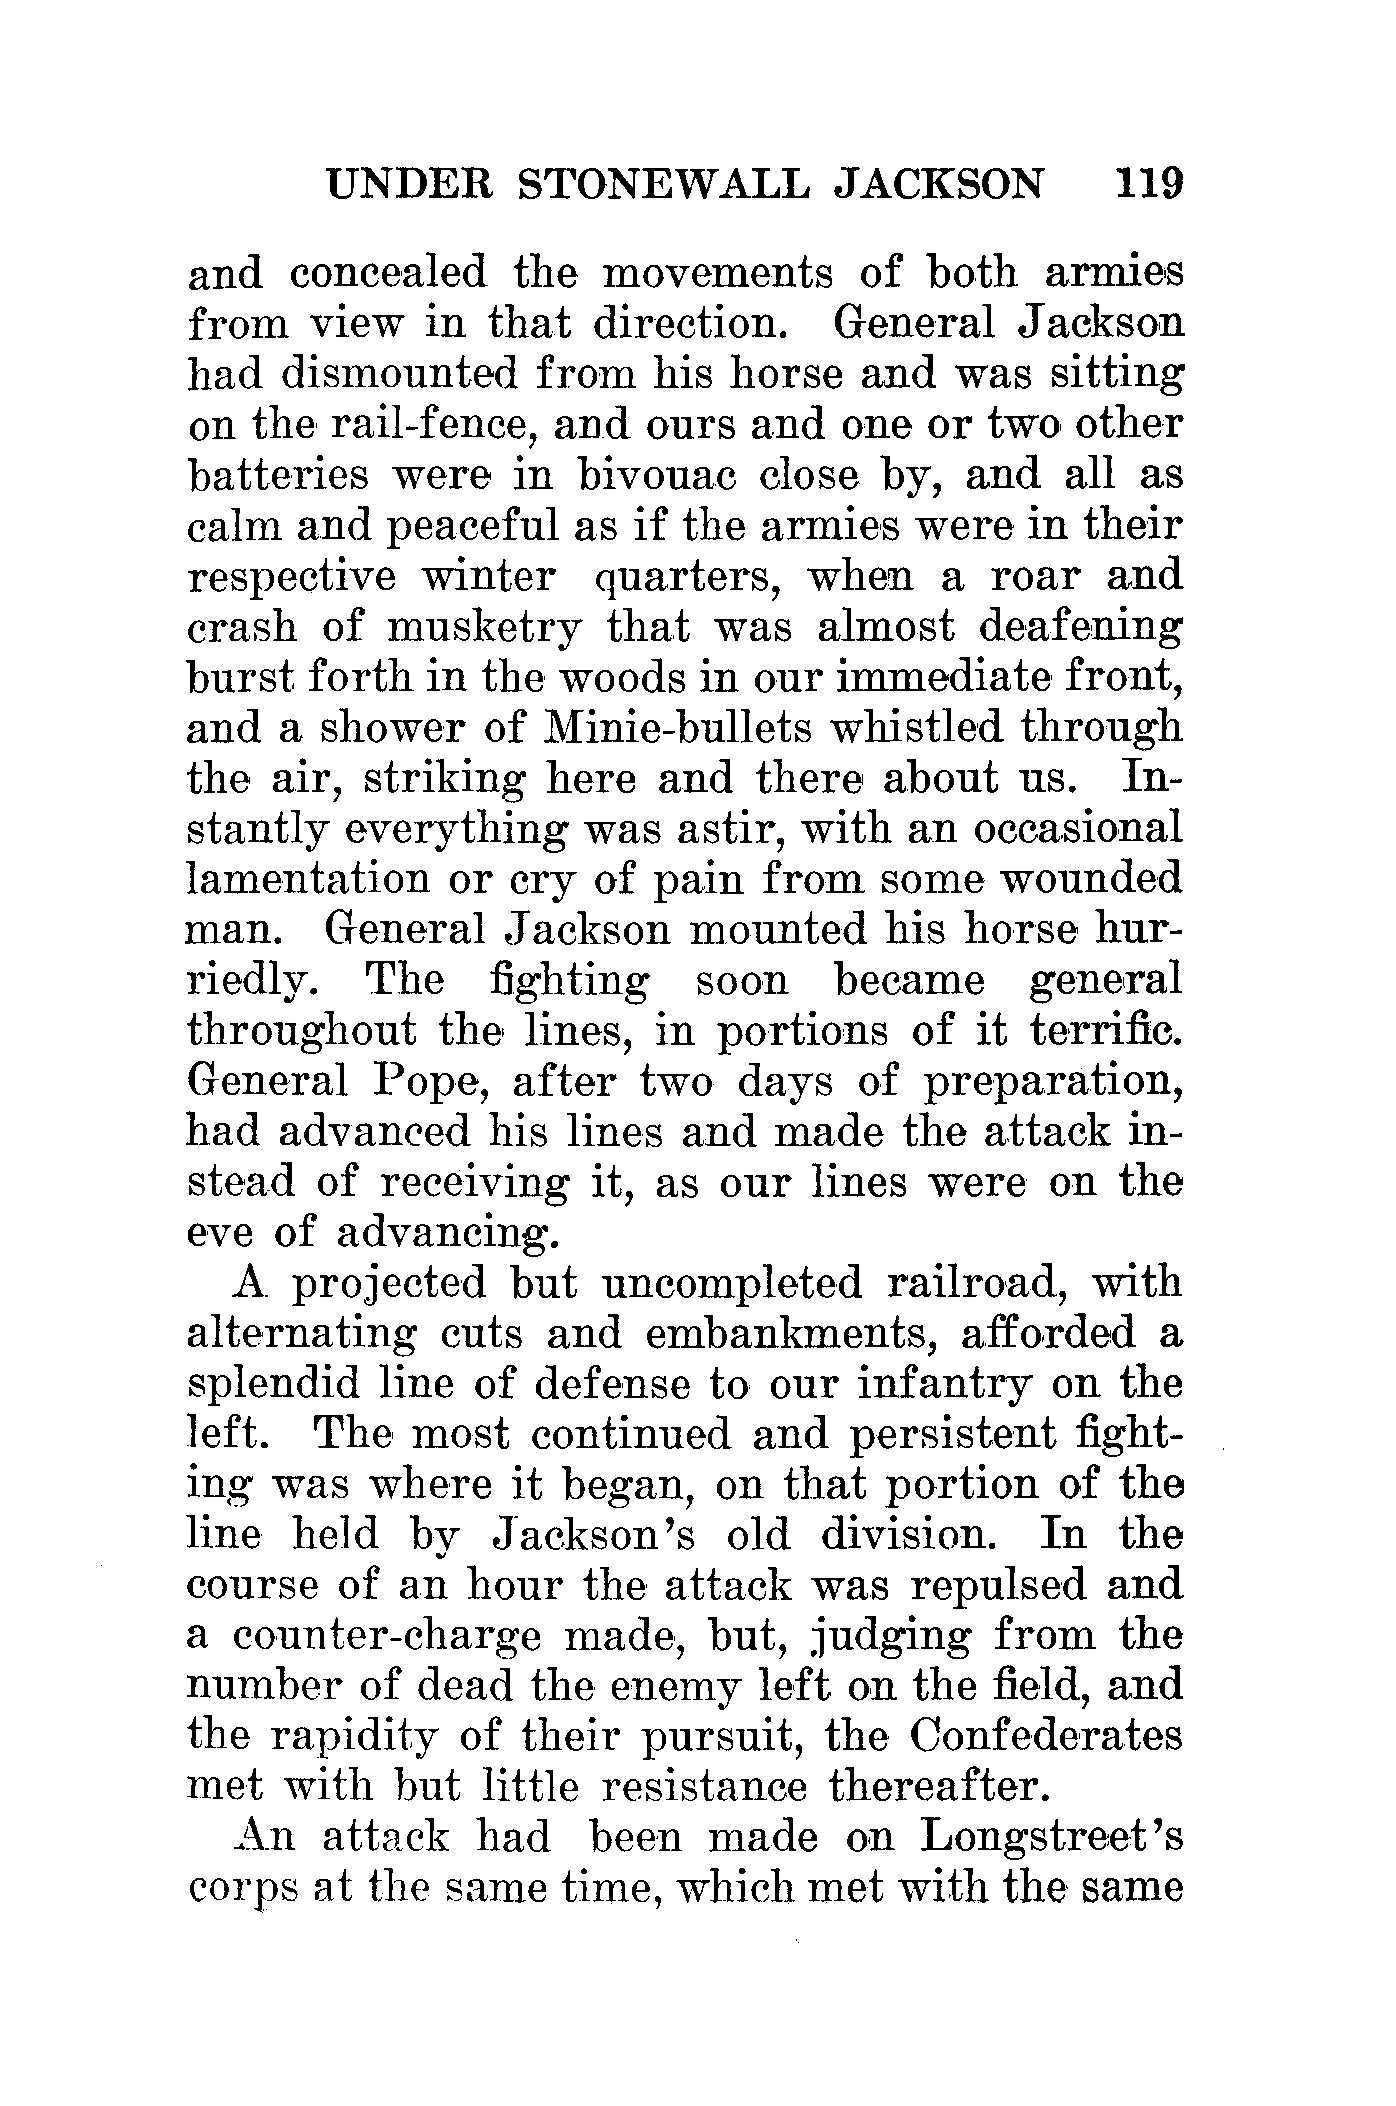 UNDER STONEWALL JACKSON 119
and concealed the movements of both armies
from view in that direction. General Jackson
had dismounted from his horse and was sitting
on the rail-fence, and ours and one or two other
batteries were in bivouac close by, and all as
calm and peaceful as if the armies were in their
respective winter quarters, when a roar and
crash of musketry that was almost deafening
burst forth in the woods in our immediate front,
and a shower of Minie-bullets whistled through
the air, striking here and there about us. In-
stantly everything was astir, with an occasional
lamentation or cry of pain from some wounded
man. General Jackson mounted his horse hur-
riedly. The fighting soon became general
throughout the lines, in portions of it terrific.
General Pope, after two days of preparation,
had advanced his lines and made the attack in-
stead of receiving it, as our lines were on the
eve of advancing.
A projected but uncompleted railroad, with
alternating cuts and embankments, afforded a
splendid line of defense to our infantry on the
left. The most continued and persistent fight-
ing was where it began, on that portion of the
line held by Jackson's old division. In the
course of an hour the attack was repulsed and
a counter-charge made, but, judging from the
number of dead the enemy left on the field, and
the rapidity of their pursuit, the Confederates
met with but little resistance thereafter.
An attack had been made on Longstreet's
corps at the same time, which met with the same